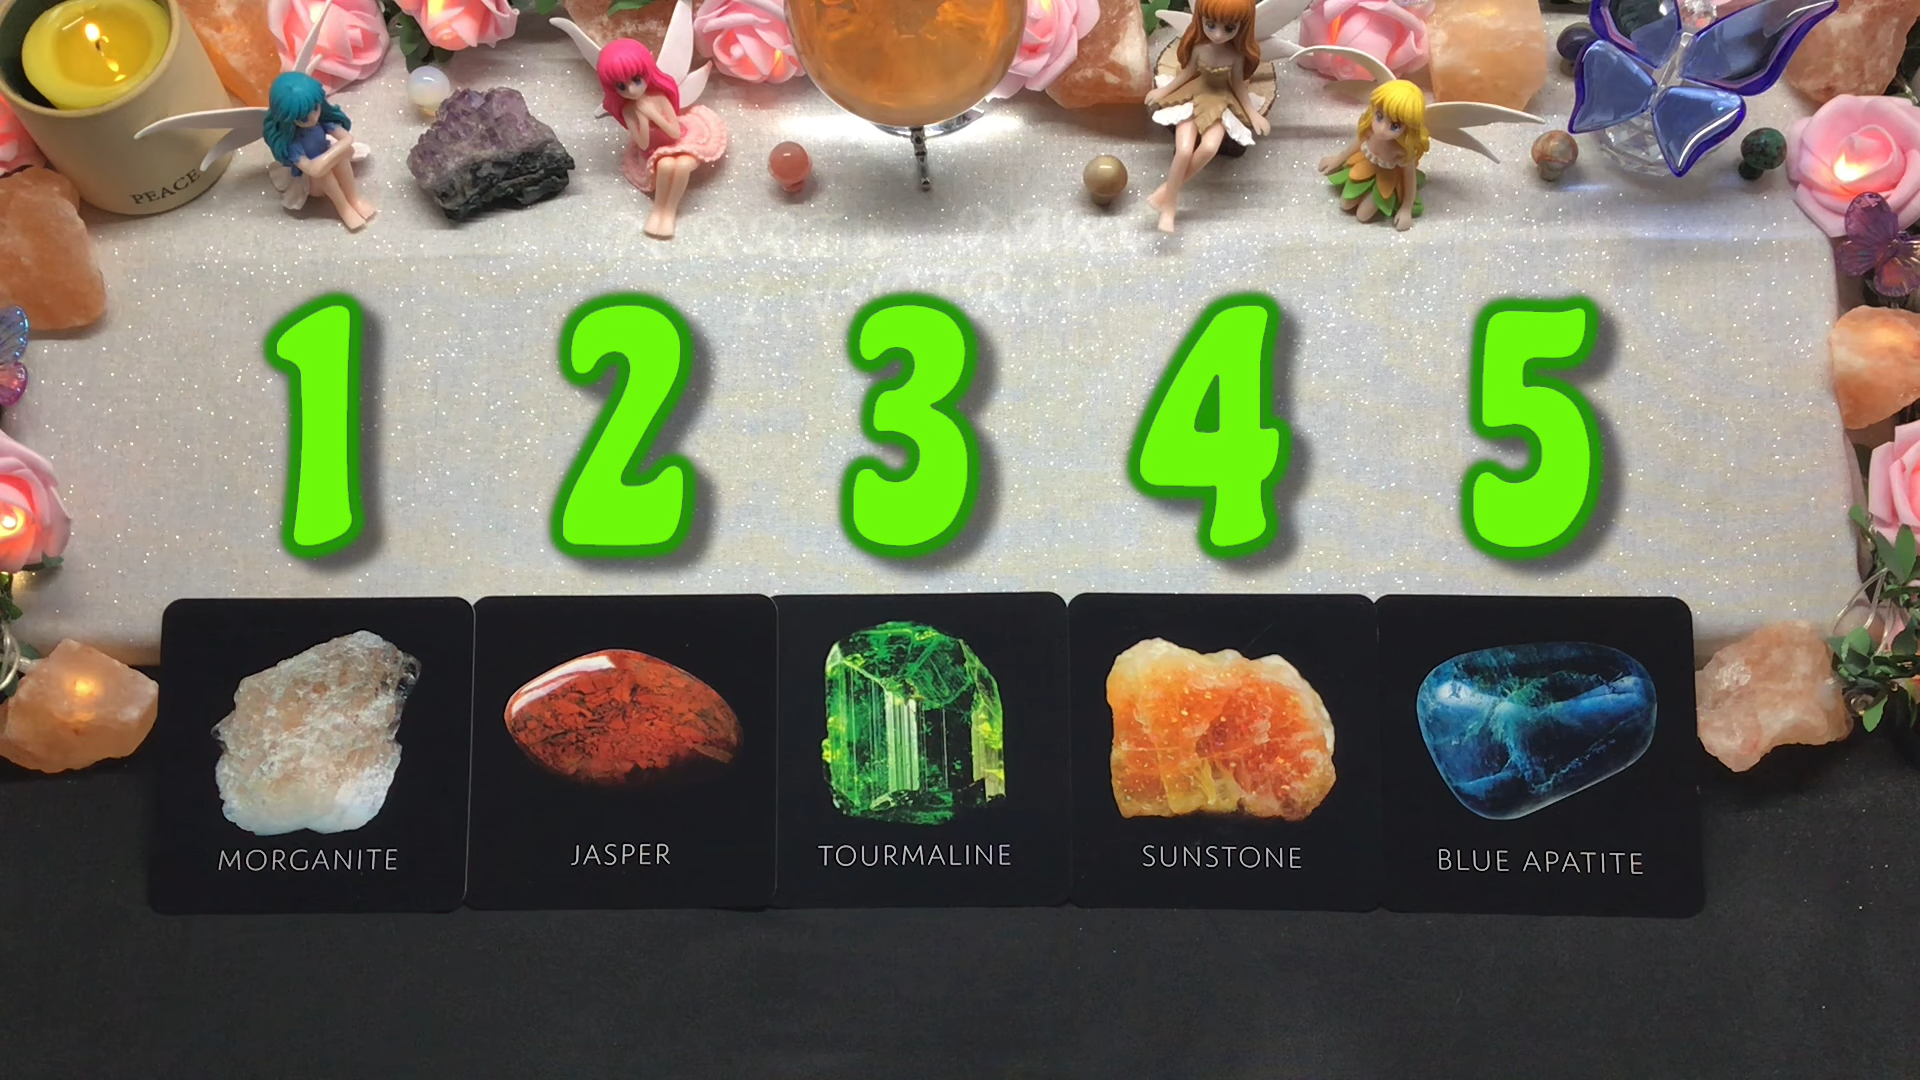 PEACE
1 2 3 4 5
MORGANITE
JASPER
TOURMALINE
SUNSTONE
BLUE APATITE